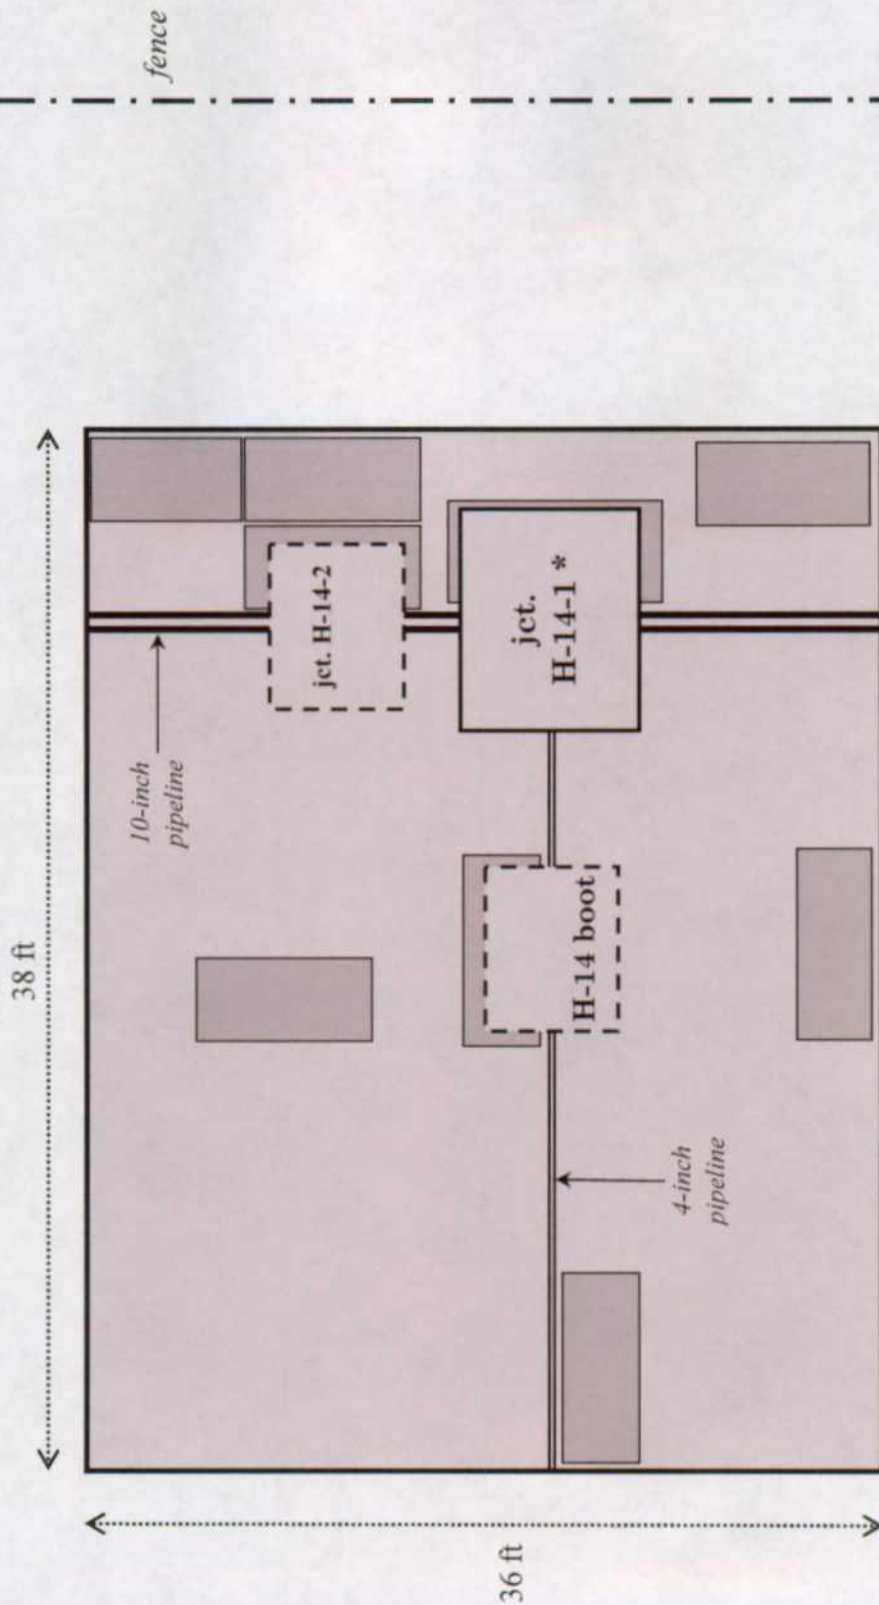 fence
38 ft
10-inch
pipeline
jct. H-14-2
jct.
H-14-1 *
H-14 boot
4-inch
pipeline
36 ft